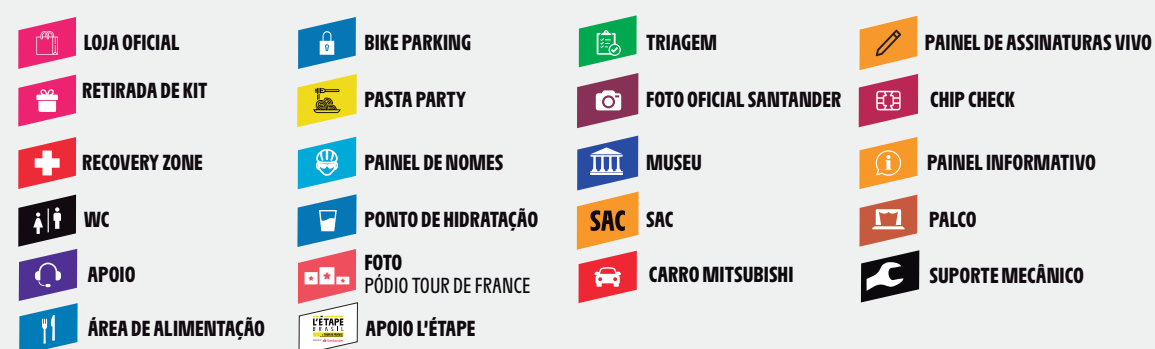 LOJA OFICIAL
RETIRADA DE KIT
RECOVERY ZONE
WC
APOIO
ÁREA DE ALIMENTAÇÃO
BIKE PARKING
PASTA PARTY
PAINEL DE NOMES
PONTO DE HIDRATAÇÃO
FOTO
PÓDIO TOUR DE FRANCE
L'ÉTAPE
BRASIL
APOIO L'ÉTAPE
TRIAGEM
FOTO OFICIAL SANTANDER
MUSEU
SAC SAC
CARRO MITSUBISHI
PAINEL DE ASSINATURAS VIVO
CHIP CHECK
PAINEL INFORMATIVO
PALCO
SUPORTE MECÂNICO